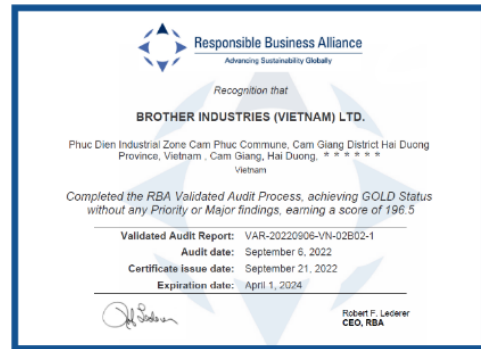 Responsible Business Alliance
Advancing Sustainability Globally
Recognition that
BROTHER INDUSTRIES (VIETNAM) LTD.
Phuc Dien Industrial Zone Cam Phuc Commune, Cam Giang District Hai Duong
Province, Vietnam , Cam Giang, Hai Duong, * * * * * *
Vietnam
Completed the RBA Validated Audit Process, achieving GOLD Status
without any Priority or Major findings, earning a score of 196.5
Validated Audit Report: VAR-20220906-VN-02B02-1
Audit date: September 6, 2022
Certificate issue date: September 21, 2022
Expiration date: April 1, 2024
Robert F. Lederer
CEO, RBA